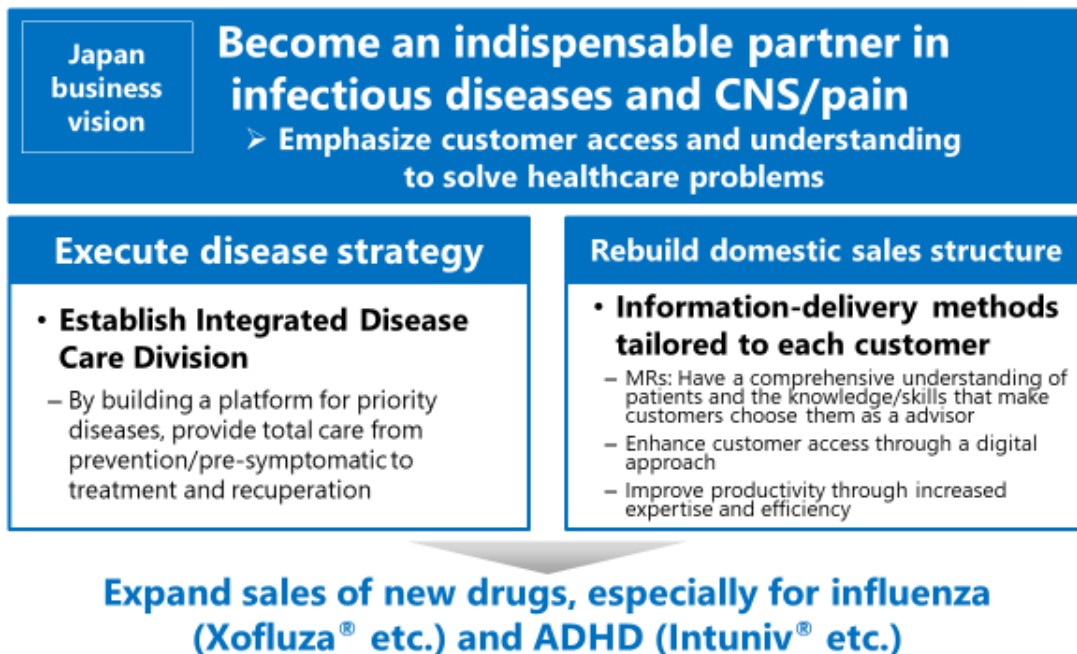 Japan
business
vision
Become an indispensable partner in
infectious diseases and CNS/pain
➢ Emphasize customer access and understanding
to solve healthcare problems
Execute disease strategy
• Establish Integrated Disease
Care Division
– By building a platform for priority
diseases, provide total care from
prevention/pre-symptomatic to
treatment and recuperation
Rebuild domestic sales structure
• Information-delivery methods
tailored to each customer
– MRs: Have a comprehensive understanding of
patients and the knowledge/skills that make
customers choose them as a advisor
– Enhance customer access through a digital
approach
– Improve productivity through increased
expertise and efficiency
Expand sales of new drugs, especially for influenza
(Xofluza® etc.) and ADHD (Intuniv® etc.)